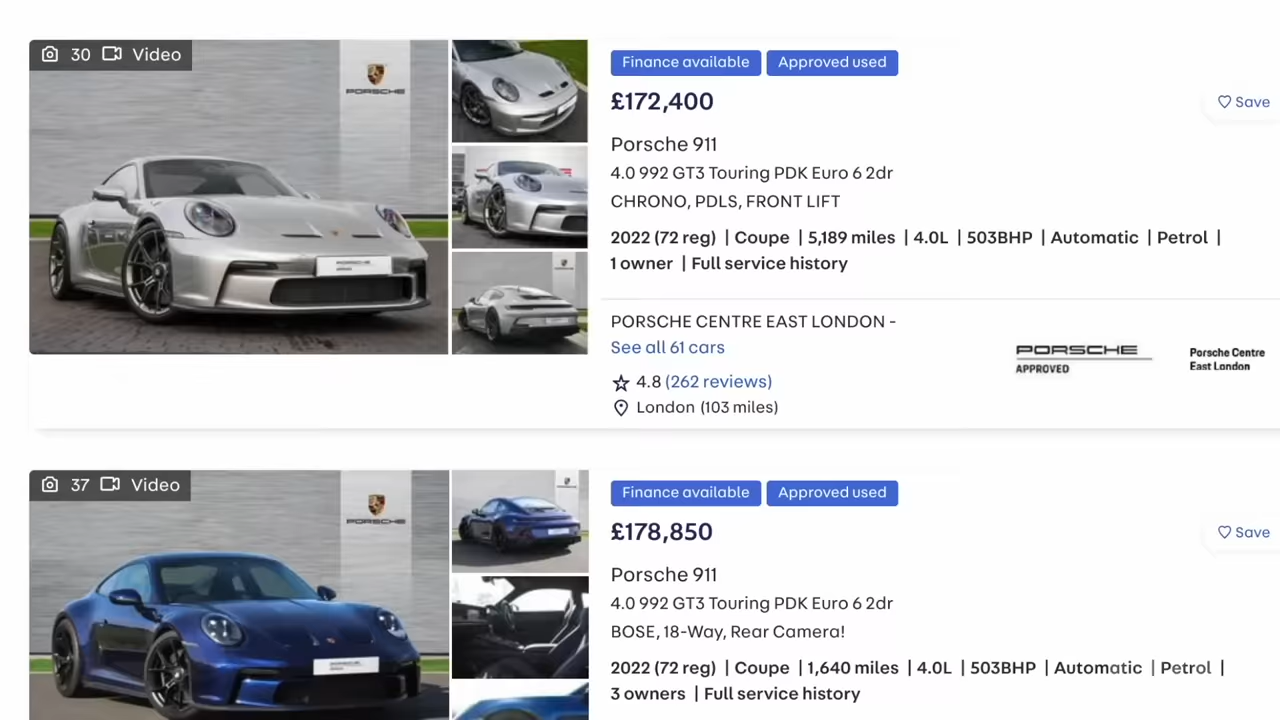 30 Video
PORSCHE
Finance available Approved used
£172,400
Save
Porsche 911
4.0 992 GT3 Touring PDK Euro 6 2dr
CHRONO, PDLS, FRONT LIFT
2022 (72 reg) | Coupe | 5,189 miles | 4.0L | 503BHP | Automatic | Petrol |
1 owner | Full service history
PORSCHE CENTRE EAST LONDON -
See all 61 cars
4.8 (262 reviews)
London (103 miles)
PORSCHE
APPROVED
Porsche Centre
East London
37 Video
PORSCHE
Finance available Approved used
£178,850
Save
Porsche 911
4.0 992 GT3 Touring PDK Euro 6 2dr
BOSE, 18-Way, Rear Camera!
2022 (72 reg) | Coupe | 1,640 miles | 4.0L | 503BHP | Automatic | Petrol |
3 owners | Full service history